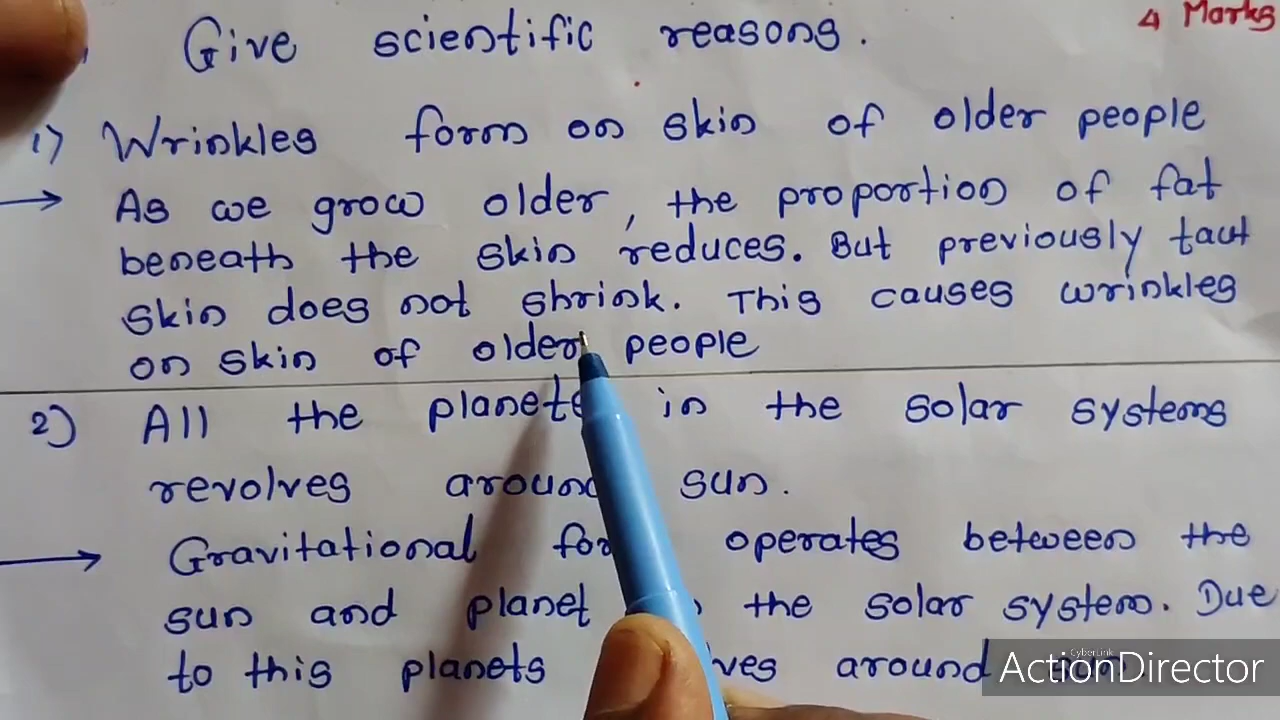 4 Marks
Give scientific reasons.
1) Wrinkles form on skin of older people
→ As we grow older, the proportion of fat
beneath the skin reduces. But previously taut
skin does not shrink. This causes wrinkles
on skin of older people
2) All the planets in the solar systems
revolves around sun.
→ Gravitational operates between the
sun and planet the solar system. Due
to this planets around
CyberLink
ActionDirector